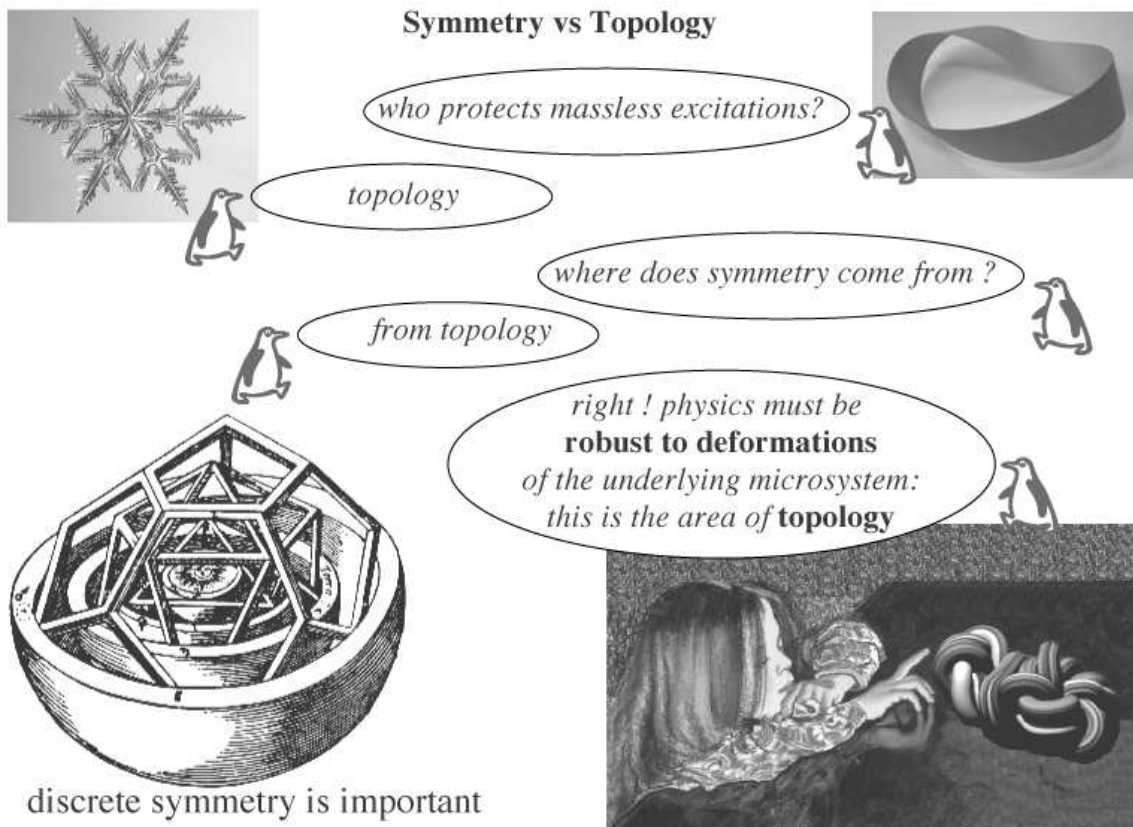 Symmetry vs Topology
who protects massless excitations?
topology
where does symmetry come from ?
from topology
right ! physics must be
robust to deformations
of the underlying microsystem:
this is the area of topology
discrete symmetry is important